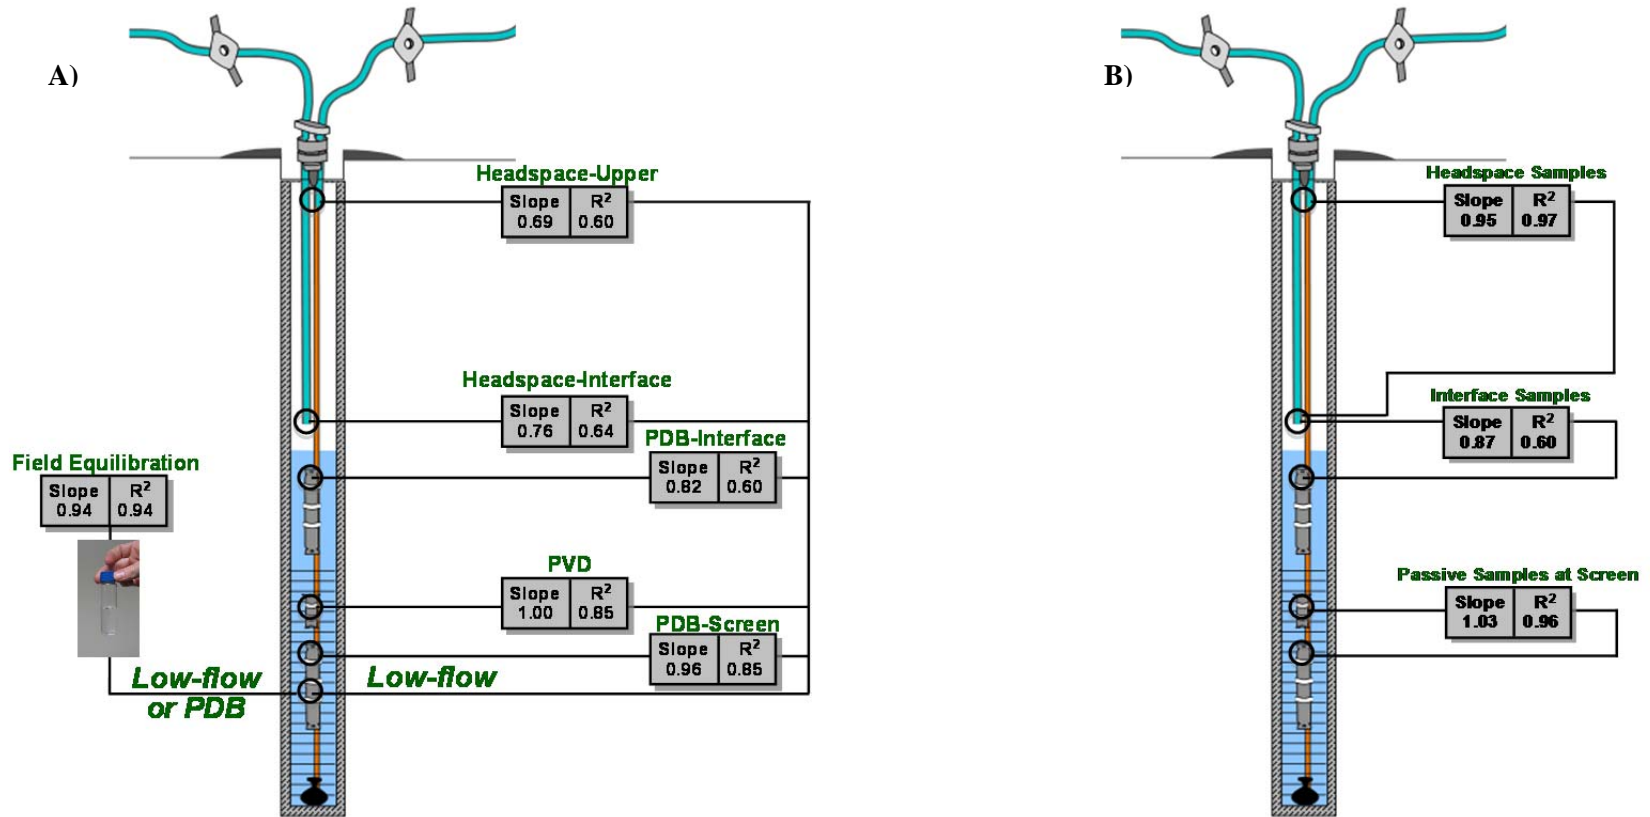 A)
Headspace-Upper
Slope R²
0.69 0.60
Headspace-Interface
Slope R²
0.76 0.64
PDB-Interface
Slope R²
0.82 0.60
Field Equilibration
Slope R²
0.94 0.94
PVD
Slope R²
1.00 0.85
PDB-Screen
Slope R²
0.96 0.85
Low-flow
or PDB
Low-flow
B)
Headspace Samples
Slope R²
0.95 0.97
Interface Samples
Slope R²
0.87 0.60
Passive Samples at Screen
Slope R²
1.03 0.96